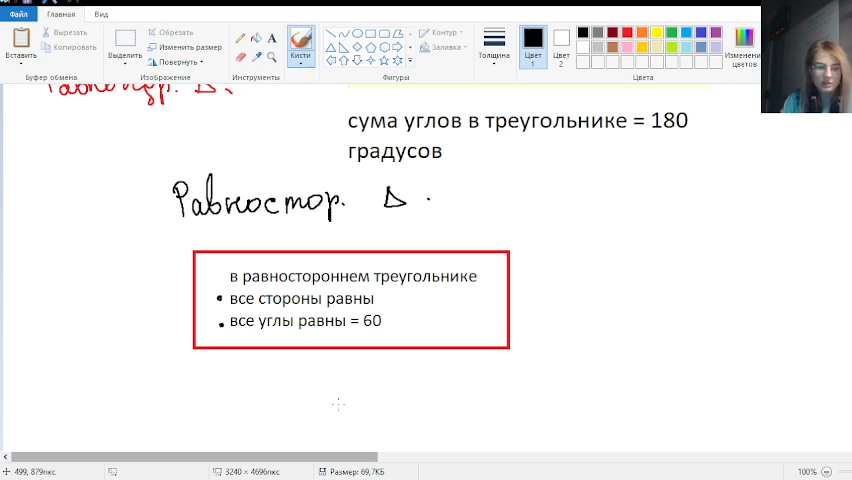 Файл Главная Вид
Вставить
Вырезать
Копировать
Буфер обмена
Выделить
Обрезать
Изменить размер
Повернуть
Изображение
A
Инструменты
Кисти
Контур
Заливка
Фигуры
Толщина
Цвет 1
Цвет 2
Цвета
Изменени цветов
сума углов в треугольнике = 180
градусов
Равностор. Δ.
в равностороннем треугольнике
все стороны равны
все углы равны = 60
499, 879пкс
3240 × 4696пкс
Размер: 69,7КБ
100%